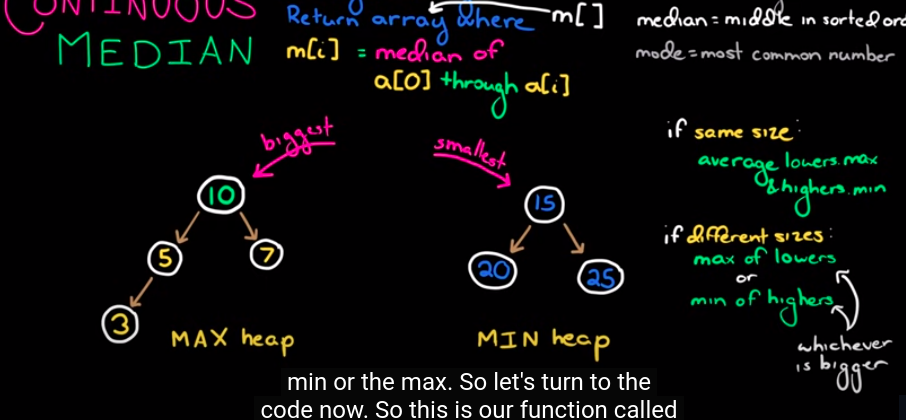 CONTINUOUS
MEDIAN
Return array where m[]
m[i] = median of
a[0] through a[i]
median = middle in sorted ord
mode = most common number
biggest
10
5
7
3
MAX heap
smallest
15
20
25
MIN heap
if same size:
average lowers.max
& highers.min
if different sizes:
max of lowers
or
min of highers
whichever
is bigger
min or the max. So let's turn to the
code now. So this is our function called